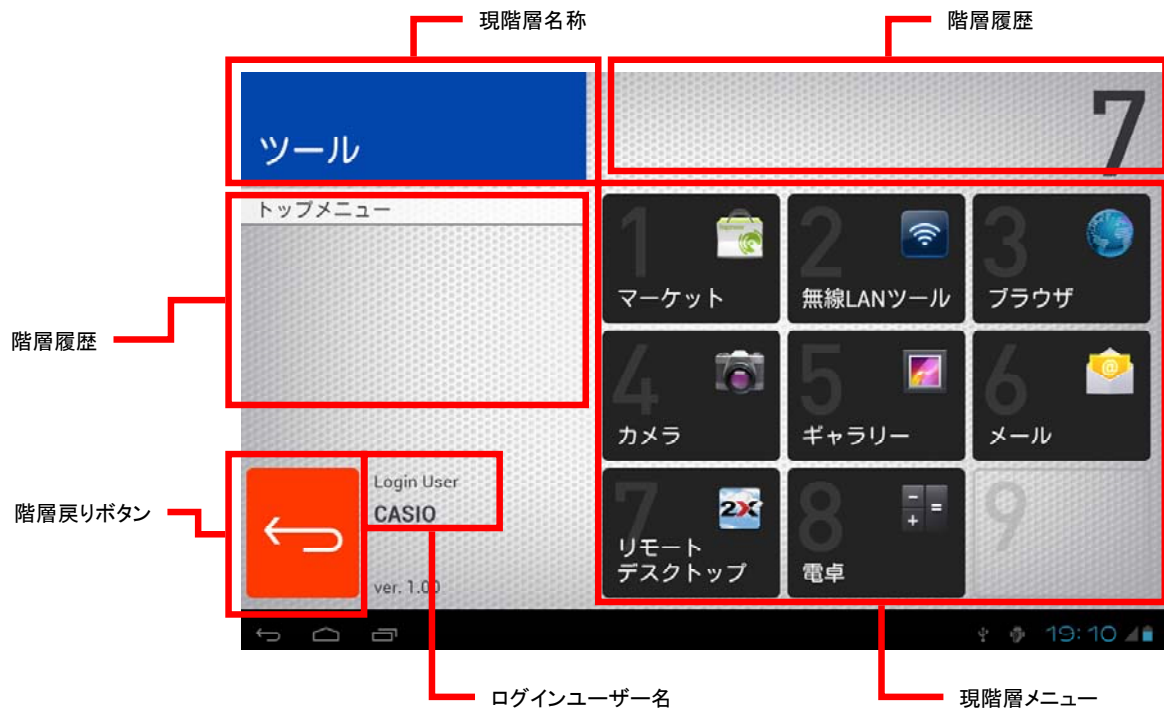 現階層名称
階層履歴
ツール
7
トップメニュー
1
マーケット
2
無線LANツール
3
ブラウザ
階層履歴
4
カメラ
5
ギャラリー
6
メール
階層戻りボタン
Login User
CASIO
ver. 1.00
7
2X
リモート
デスクトップ
8
電卓
9
19:10
ログインユーザー名
現階層メニュー